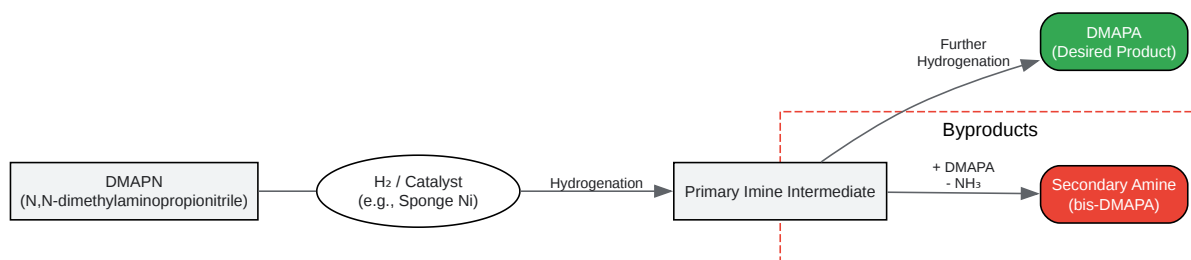 DMAPN
(N,N-dimethylaminopropionitrile)
H₂ / Catalyst
(e.g., Sponge Ni)
Hydrogenation
Primary Imine Intermediate
Further
Hydrogenation
DMAPA
(Desired Product)
Byproducts
+ DMAPA
- NH₃
Secondary Amine
(bis-DMAPA)